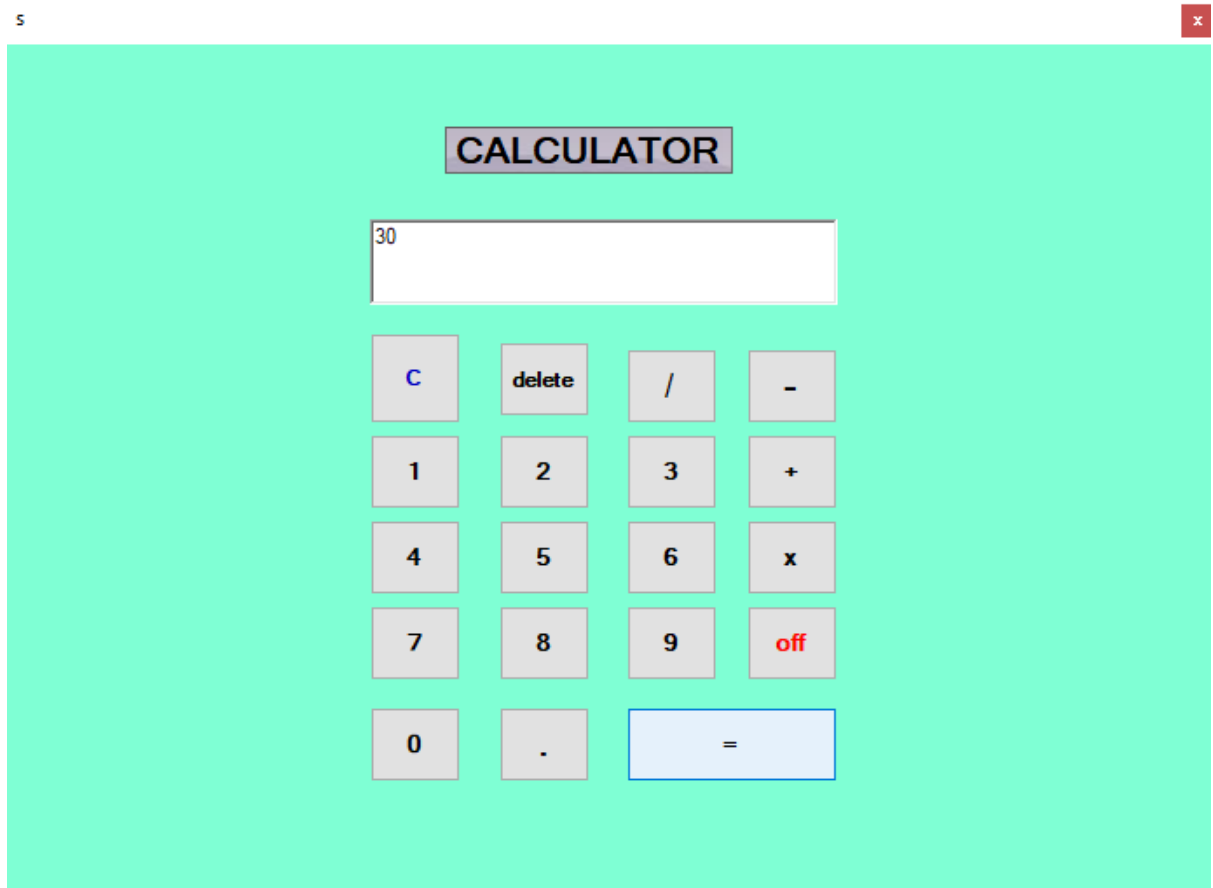 s
x
CALCULATOR
30
C delete / -
1 2 3 +
4 5 6 x
7 8 9 off
0 . =